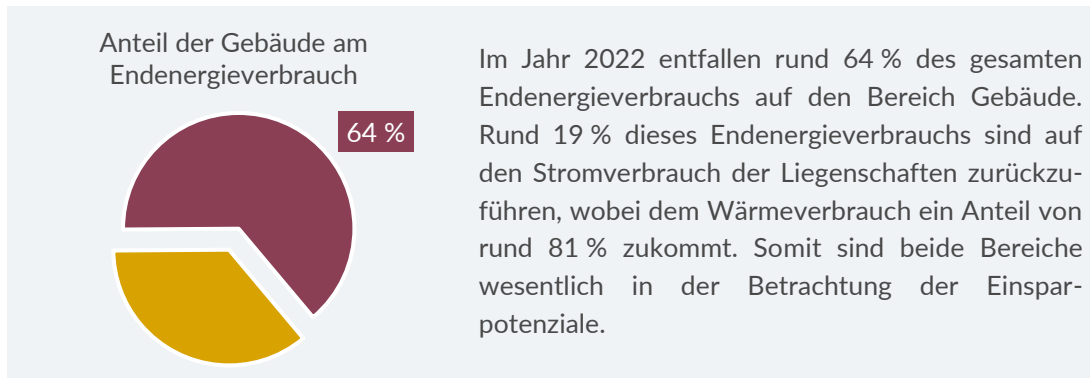 Anteil der Gebäude am
Endenergieverbrauch
64 %
Im Jahr 2022 entfallen rund 64 % des gesamten
Endenergieverbrauchs auf den Bereich Gebäude.
Rund 19 % dieses Endenergieverbrauchs sind auf
den Stromverbrauch der Liegenschaften zurückzu-
führen, wobei dem Wärmeverbrauch ein Anteil von
rund 81 % zukommt. Somit sind beide Bereiche
wesentlich in der Betrachtung der Einspar-
potenziale.